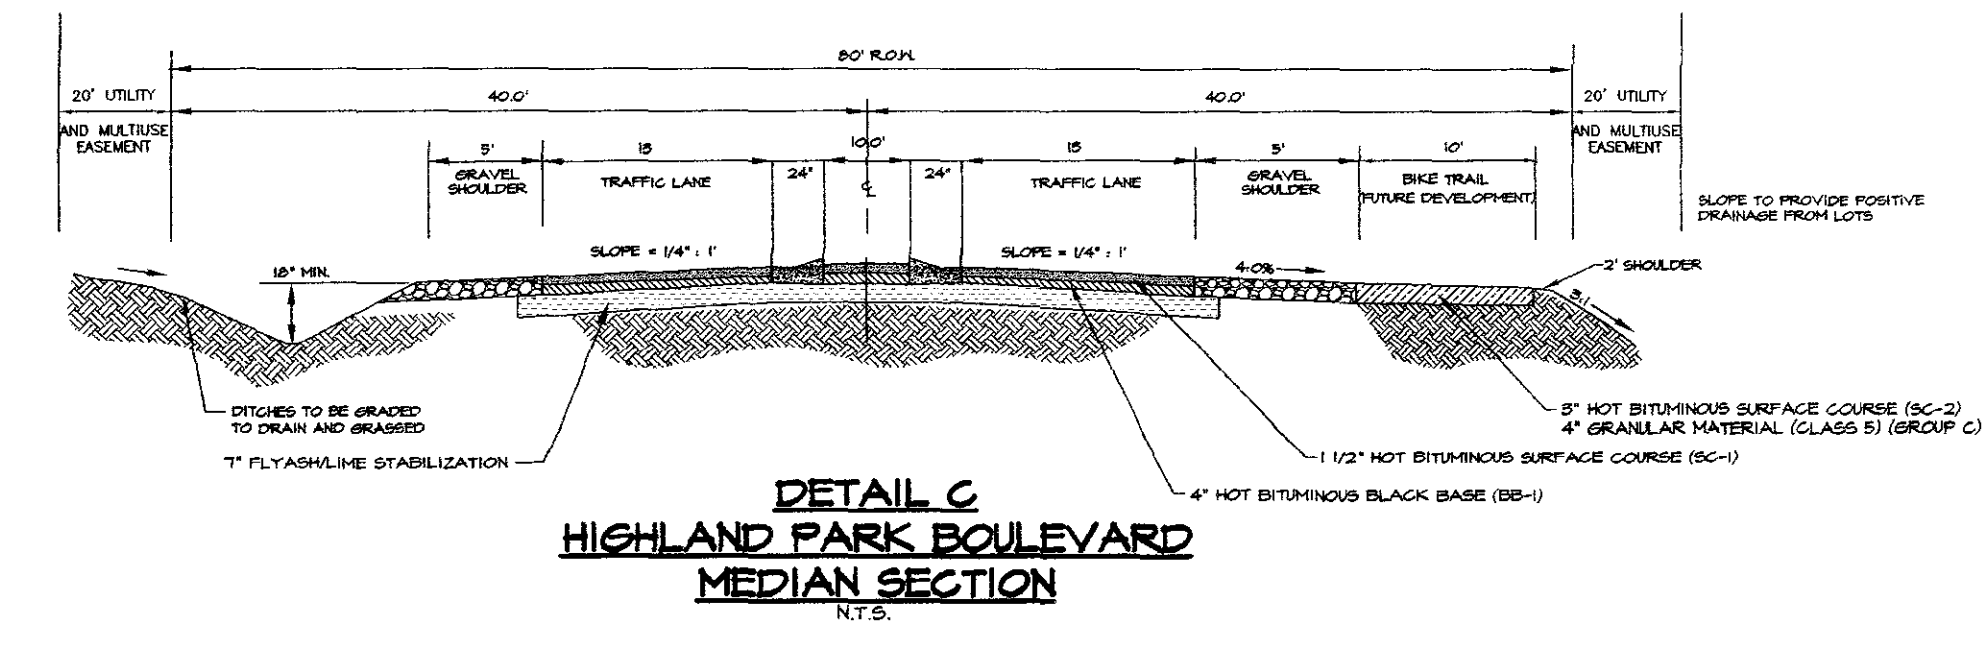 80' R.O.W.
20' UTILITY
AND MULTIUSE
EASEMENT
40.0'
40.0'
20' UTILITY
AND MULTIUSE
EASEMENT
5'
GRAVEL
SHOULDER
15
TRAFFIC LANE
24"
10.0'
℄
24"
15
TRAFFIC LANE
5'
GRAVEL
SHOULDER
10'
BIKE TRAIL
(FUTURE DEVELOPMENT)
SLOPE TO PROVIDE POSITIVE
DRAINAGE FROM LOTS
SLOPE = 1/4" : 1'
SLOPE = 1/4" : 1'
18" MIN.
4.0%
2' SHOULDER
3:1
DITCHES TO BE GRADED
TO DRAIN AND GRASSED
3" HOT BITUMINOUS SURFACE COURSE (SC-2)
4" GRANULAR MATERIAL (CLASS 5) (GROUP C)
7" FLYASH/LIME STABILIZATION
1 1/2" HOT BITUMINOUS SURFACE COURSE (SC-1)
4" HOT BITUMINOUS BLACK BASE (BB-1)
DETAIL C
HIGHLAND PARK BOULEVARD
MEDIAN SECTION
N.T.S.